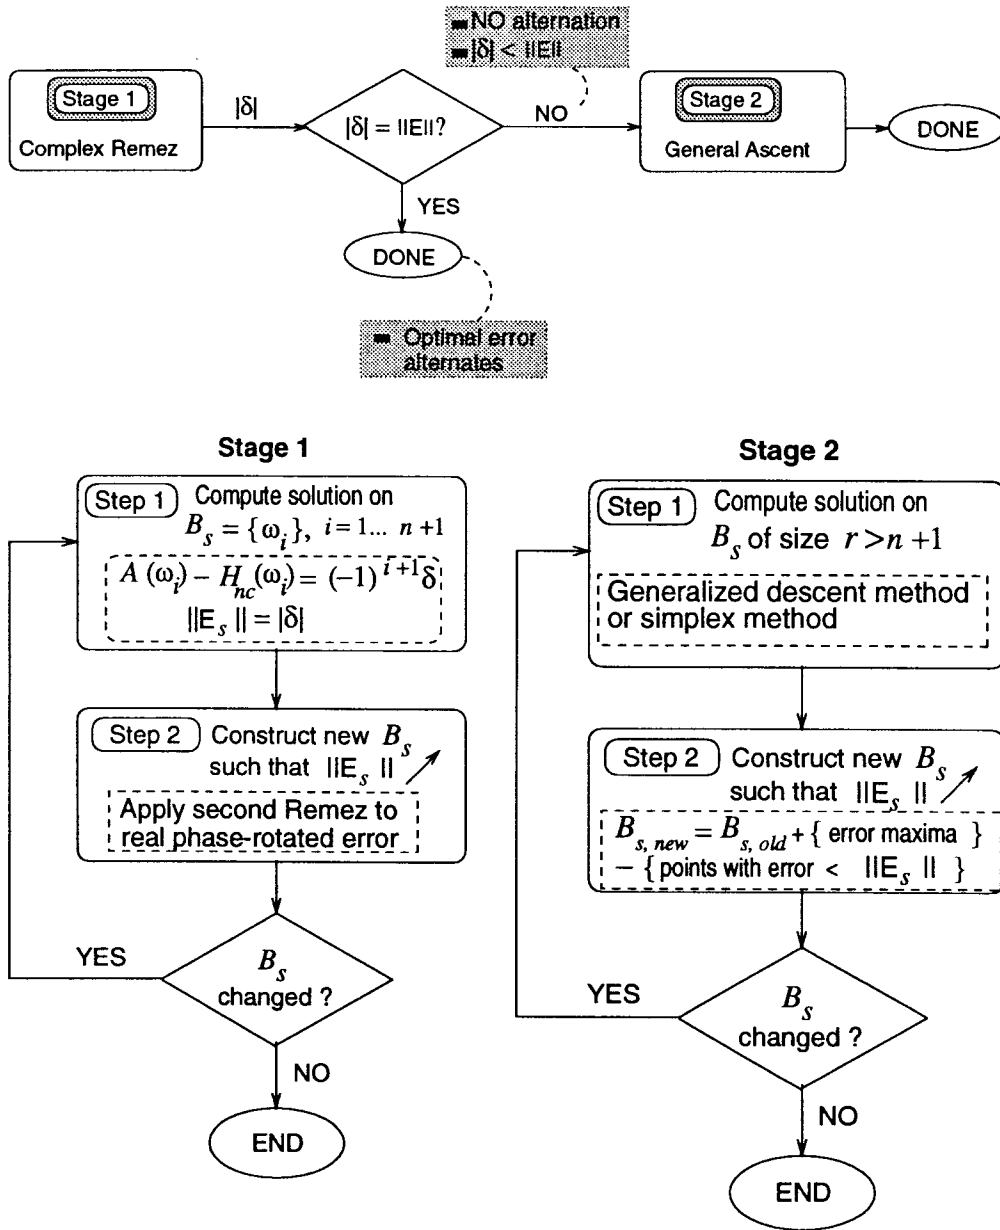 NO alternation
|δ| < ||E||
Stage 1
Complex Remez
|δ|
|δ| = ||E||?
NO
Stage 2
General Ascent
DONE
YES
DONE
Optimal error
alternates
Stage 1
Step 1 Compute solution on
B_s = {ω_i}, i = 1... n +1
A (ω_i) − H_nc(ω_i) = (−1)^{i+1} δ
||E_s || = |δ|
Step 2 Construct new B_s
such that ||E_s ||
Apply second Remez to
real phase-rotated error
YES
B_s
changed ?
NO
END
Stage 2
Step 1 Compute solution on
B_s of size r > n +1
Generalized descent method
or simplex method
Step 2 Construct new B_s
such that ||E_s ||
B_s, new = B_s, old + { error maxima }
− { points with error < ||E_s || }
YES
B_s
changed ?
NO
END